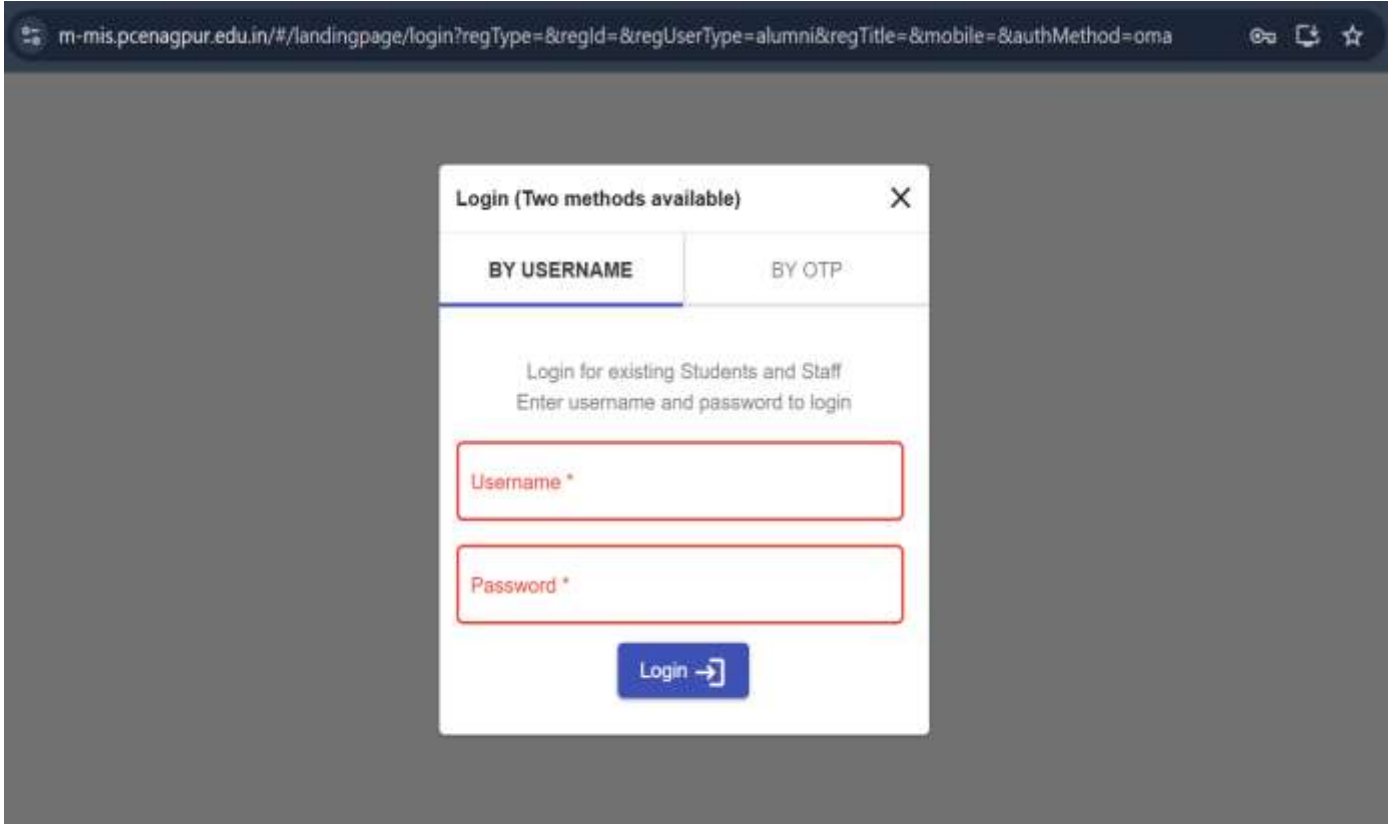 m-mis.pcenagpur.edu.in/#/landingpage/login?regType=&regId=&regUserType=alumni&regTitle=&mobile=&authMethod=oma
Login (Two methods available)
BY USERNAME BY OTP
Login for existing Students and Staff
Enter username and password to login
Username *
Password *
Login